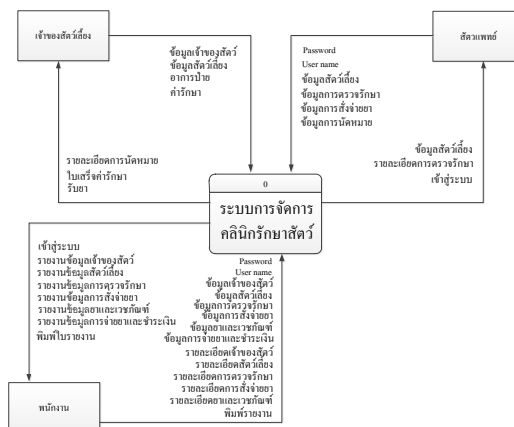 เจ้าของสัตว์เลี้ยง
สัตวแพทย์
ข้อมูลเจ้าของสัตว์
ข้อมูลสัตว์เลี้ยง
อาการป่วย
ค่ารักษา
Password
User name
ข้อมูลสัตว์เลี้ยง
ข้อมูลการตรวจรักษา
ข้อมูลการสั่งจ่ายยา
ข้อมูลการนัดหมาย
รายละเอียดการนัดหมาย
ใบเสร็จค่ารักษา
รับยา
ข้อมูลสัตว์เลี้ยง
รายละเอียดการตรวจรักษา
เข้าสู่ระบบ
0
ระบบการจัดการ
คลินิกรักษาสัตว์
เข้าสู่ระบบ
รายงานข้อมูลเจ้าของสัตว์
รายงานข้อมูลสัตว์เลี้ยง
รายงานข้อมูลการตรวจรักษา
รายงานข้อมูลการสั่งจ่ายยา
รายงานข้อมูลยาและเวชภัณฑ์
รายงานข้อมูลการจ่ายยาและชำระเงิน
พิมพ์ใบรายงาน
Password
User name
ข้อมูลเจ้าของสัตว์
ข้อมูลสัตว์เลี้ยง
ข้อมูลการตรวจรักษา
ข้อมูลการสั่งจ่ายยา
ข้อมูลยาและเวชภัณฑ์
ข้อมูลการจ่ายยาและชำระเงิน
รายละเอียดเจ้าของสัตว์
รายละเอียดสัตว์เลี้ยง
รายละเอียดการตรวจรักษา
รายละเอียดการสั่งจ่ายยา
รายละเอียดยาและเวชภัณฑ์
พิมพ์รายงาน
พนักงาน